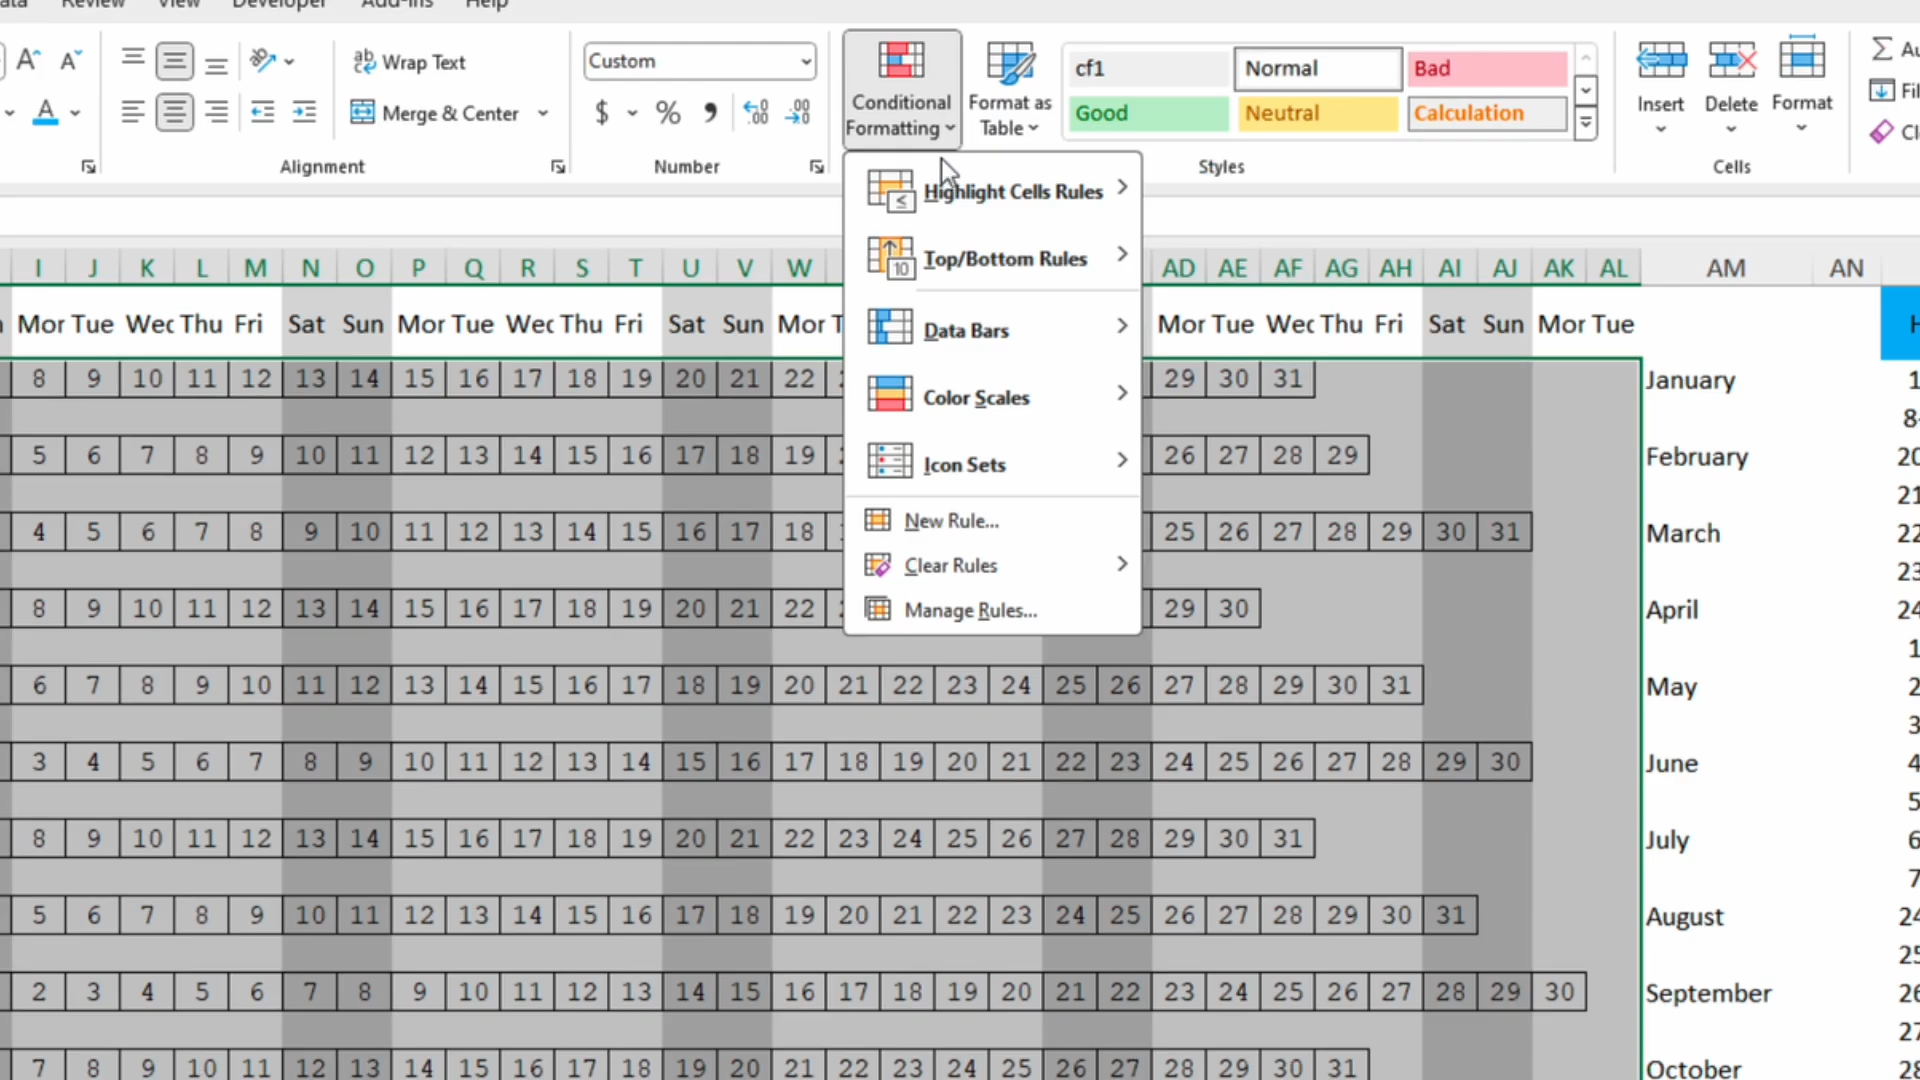 Review View Developer Add-ins Help
A A Wrap Text Custom
A Merge & Center $ % 9 Conditional Formatting Format as Table
cf1 Normal Bad
Good Neutral Calculation
Insert Delete Format
Alignment Number Styles Cells
Highlight Cells Rules
Top/Bottom Rules
Data Bars
Color Scales
Icon Sets
New Rule...
Clear Rules
Manage Rules...
I J K L M N O P Q R S T U V W AD AE AF AG AH AI AJ AK AL AM AN
Mor Tue Wec Thu Fri Sat Sun Mor Tue Wec Thu Fri Sat Sun Mor T Mor Tue Wec Thu Fri Sat Sun Mor Tue
8 9 10 11 12 13 14 15 16 17 18 19 20 21 22 29 30 31 January
5 6 7 8 9 10 11 12 13 14 15 16 17 18 19 26 27 28 29 February
4 5 6 7 8 9 10 11 12 13 14 15 16 17 18 25 26 27 28 29 30 31 March
8 9 10 11 12 13 14 15 16 17 18 19 20 21 22 29 30 April
6 7 8 9 10 11 12 13 14 15 16 17 18 19 20 21 22 23 24 25 26 27 28 29 30 31 May
3 4 5 6 7 8 9 10 11 12 13 14 15 16 17 18 19 20 21 22 23 24 25 26 27 28 29 30 June
8 9 10 11 12 13 14 15 16 17 18 19 20 21 22 23 24 25 26 27 28 29 30 31 July
5 6 7 8 9 10 11 12 13 14 15 16 17 18 19 20 21 22 23 24 25 26 27 28 29 30 31 August
2 3 4 5 6 7 8 9 10 11 12 13 14 15 16 17 18 19 20 21 22 23 24 25 26 27 28 29 30 September
7 8 9 10 11 12 13 14 15 16 17 18 19 20 21 22 23 24 25 26 27 28 29 30 31 October